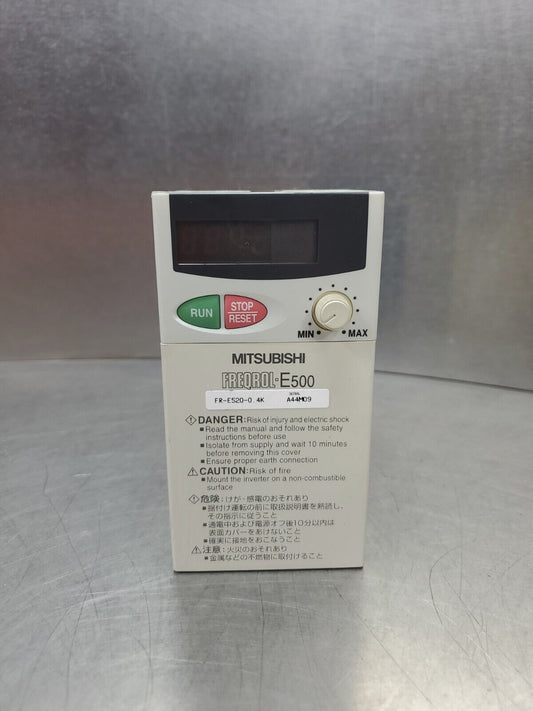 RUN
STOP
RESET
MIN
MAX
MITSUBISHI
FREQROL-E500
FR-E520-0.4K A44M09
DANGER: Risk of injury and electric shock
■ Read the manual and follow the safety
instructions before use
■ Isolate from supply and wait 10 minutes
before removing this cover
■ Ensure proper earth connection
CAUTION: Risk of fire
■ Mount the inverter on a non-combustible
surface
危険:けが・感電のおそれあり
■ 据付け運転の前に取扱説明書を熟読し、
その指示に従うこと
■ 通電中および電源オフ後10分以内は
表面カバーをあけないこと
■ 確実に接地をおこなうこと
注意:火災のおそれあり
■ 金属などの不燃物に取付けること